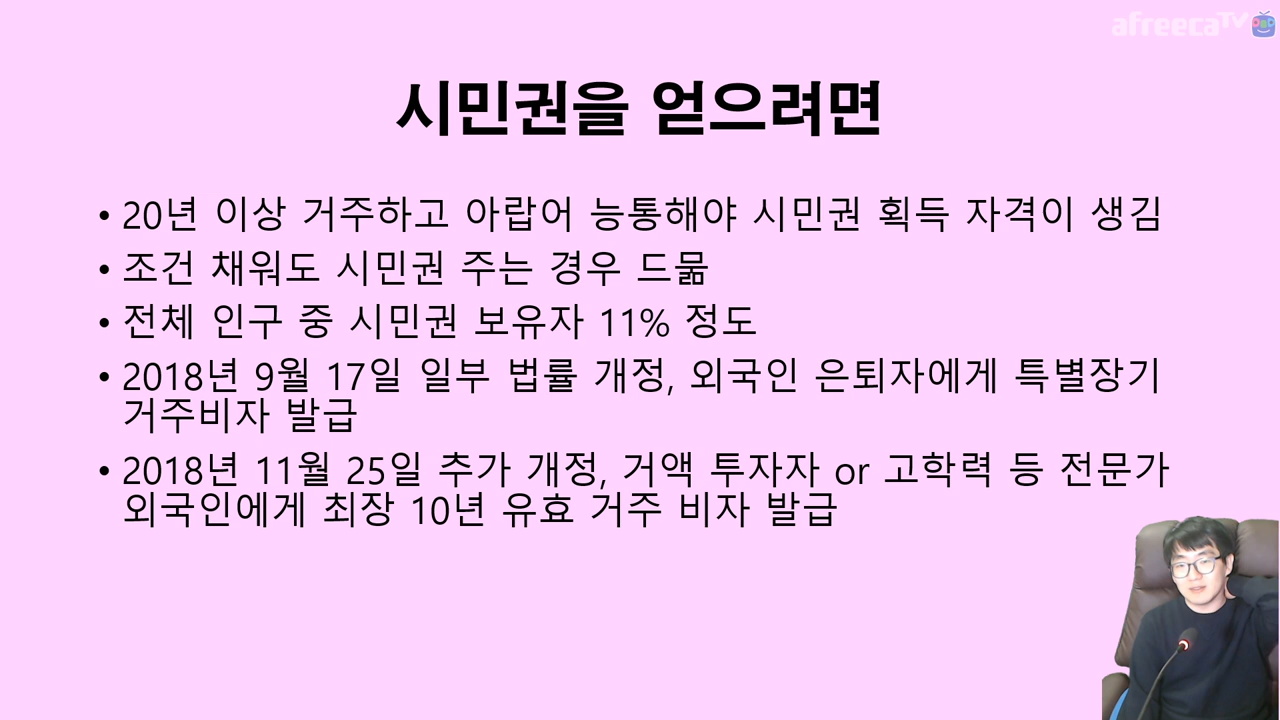 afreecaTV
시민권을 얻으려면
• 20년 이상 거주하고 아랍어 능통해야 시민권 획득 자격이 생김
• 조건 채워도 시민권 주는 경우 드묾
• 전체 인구 중 시민권 보유자 11% 정도
• 2018년 9월 17일 일부 법률 개정, 외국인 은퇴자에게 특별장기
거주비자 발급
• 2018년 11월 25일 추가 개정, 거액 투자자 or 고학력 등 전문가
외국인에게 최장 10년 유효 거주 비자 발급